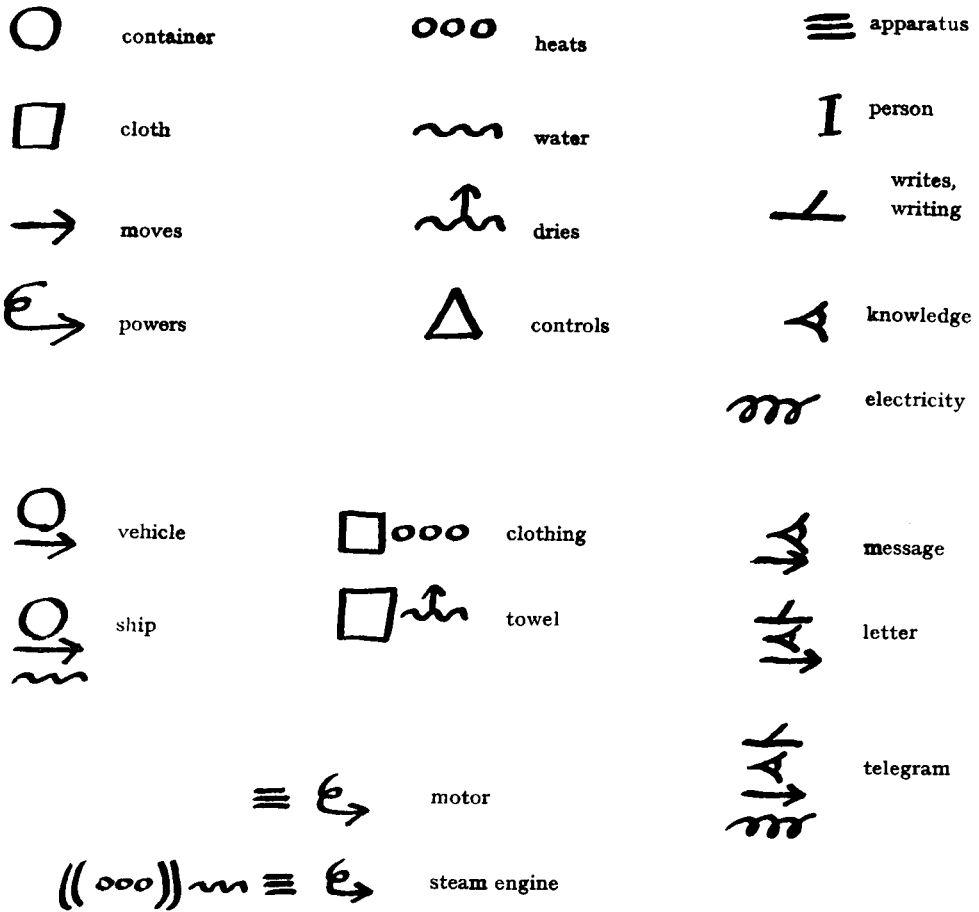 container
heats
apparatus
cloth
water
person
moves
dries
writes,
writing
powers
controls
knowledge
electricity
vehicle
clothing
message
ship
towel
letter
motor
telegram
steam engine